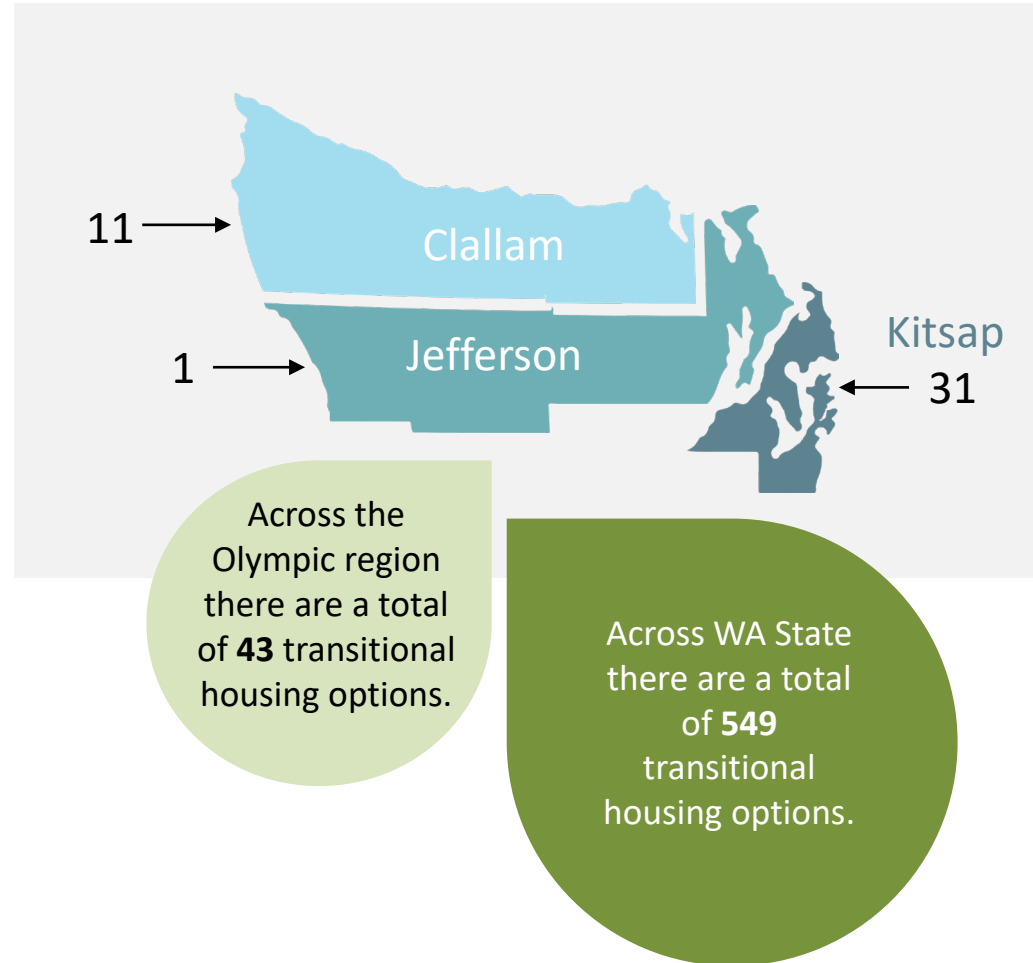 11
Clallam
1
Jefferson
Kitsap
31
Across the
Olympic region
there are a total
of 43 transitional
housing options.
Across WA State
there are a total
of 549
transitional
housing options.